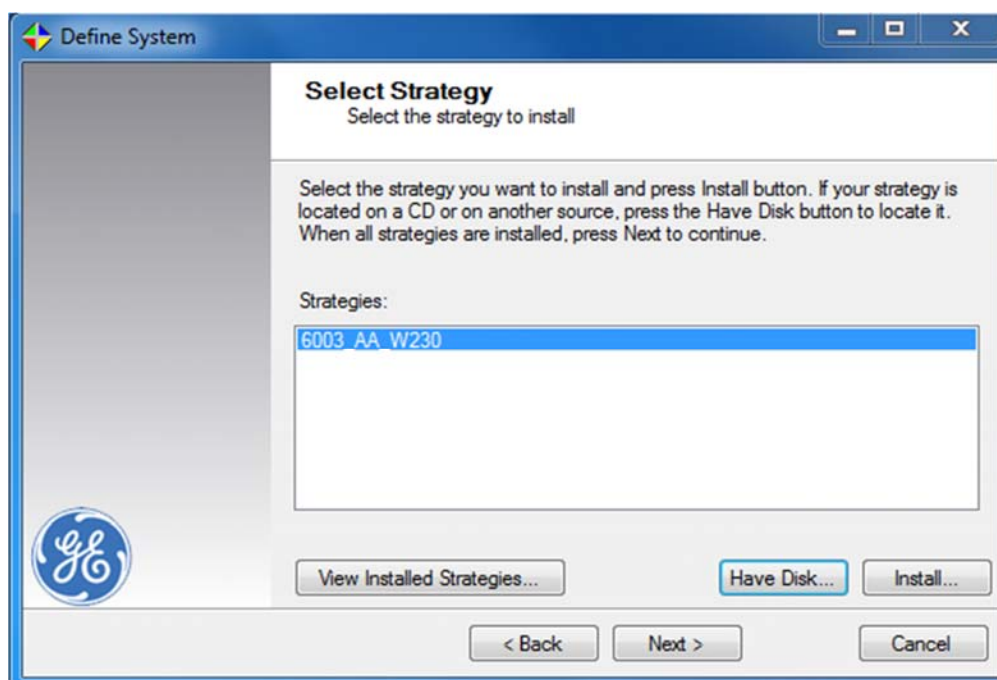 Define System
Select Strategy
Select the strategy to install
Select the strategy you want to install and press Install button. If your strategy is
located on a CD or on another source, press the Have Disk button to locate it.
When all strategies are installed, press Next to continue.
Strategies:
6003_AA_W230
GE
View Installed Strategies...
Have Disk...
Install...
< Back
Next >
Cancel